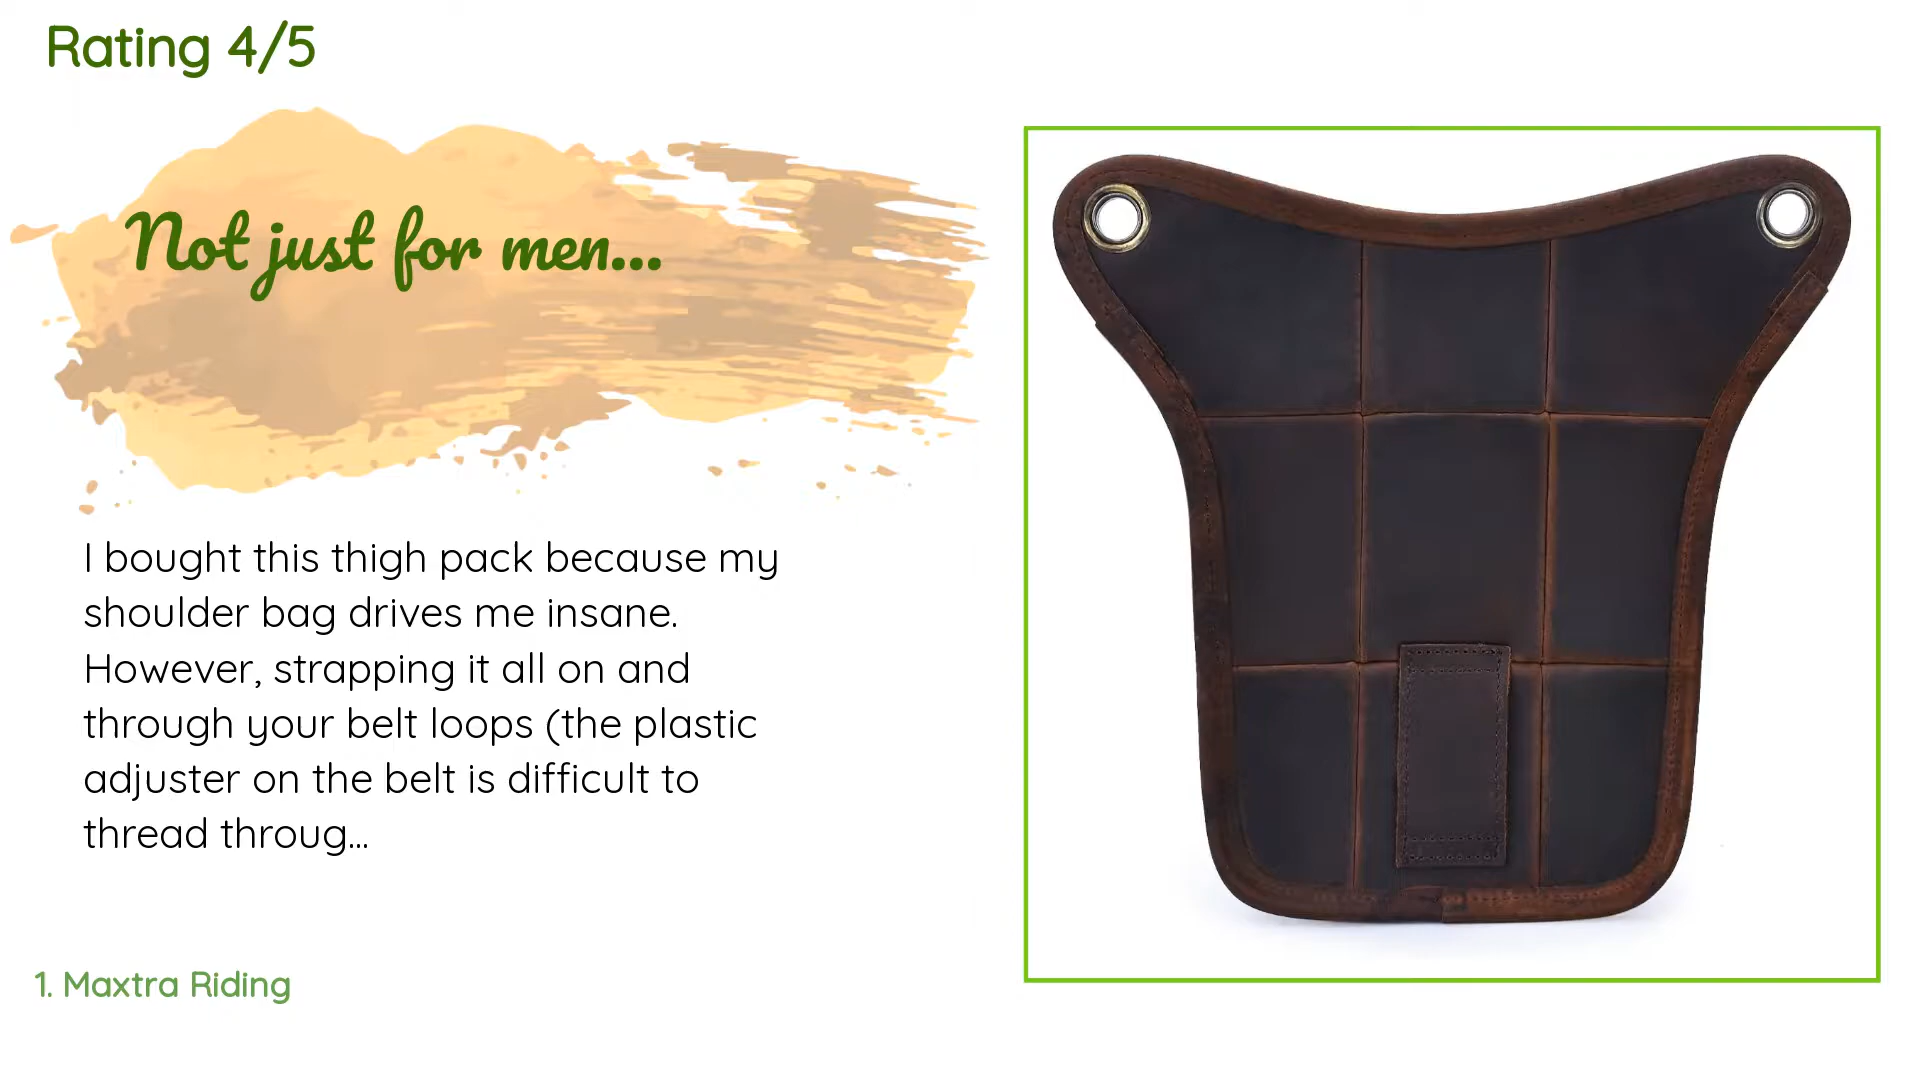 Rating 4/5
Not just for men...
I bought this thigh pack because my
shoulder bag drives me insane.
However, strapping it all on and
through your belt loops (the plastic
adjuster on the belt is difficult to
thread throug...
1. Maxtra Riding